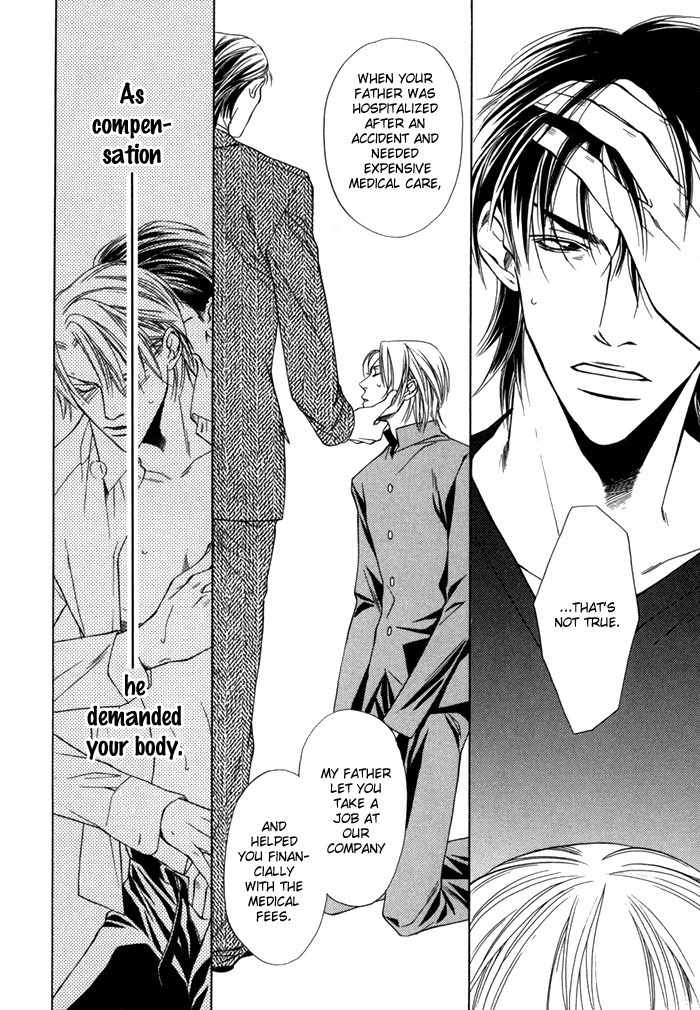 ...THAT'S
NOT TRUE.
WHEN YOUR
FATHER WAS
HOSPITALIZED
AFTER AN
ACCIDENT AND
NEEDED
EXPENSIVE
MEDICAL CARE,
MY FATHER
LET YOU
TAKE A
JOB AT
OUR
COMPANY
AND
HELPED
YOU FINAN-
CIALLY WITH
THE MEDICAL
FEES.
As
compen-
sation
he
demanded
your body.